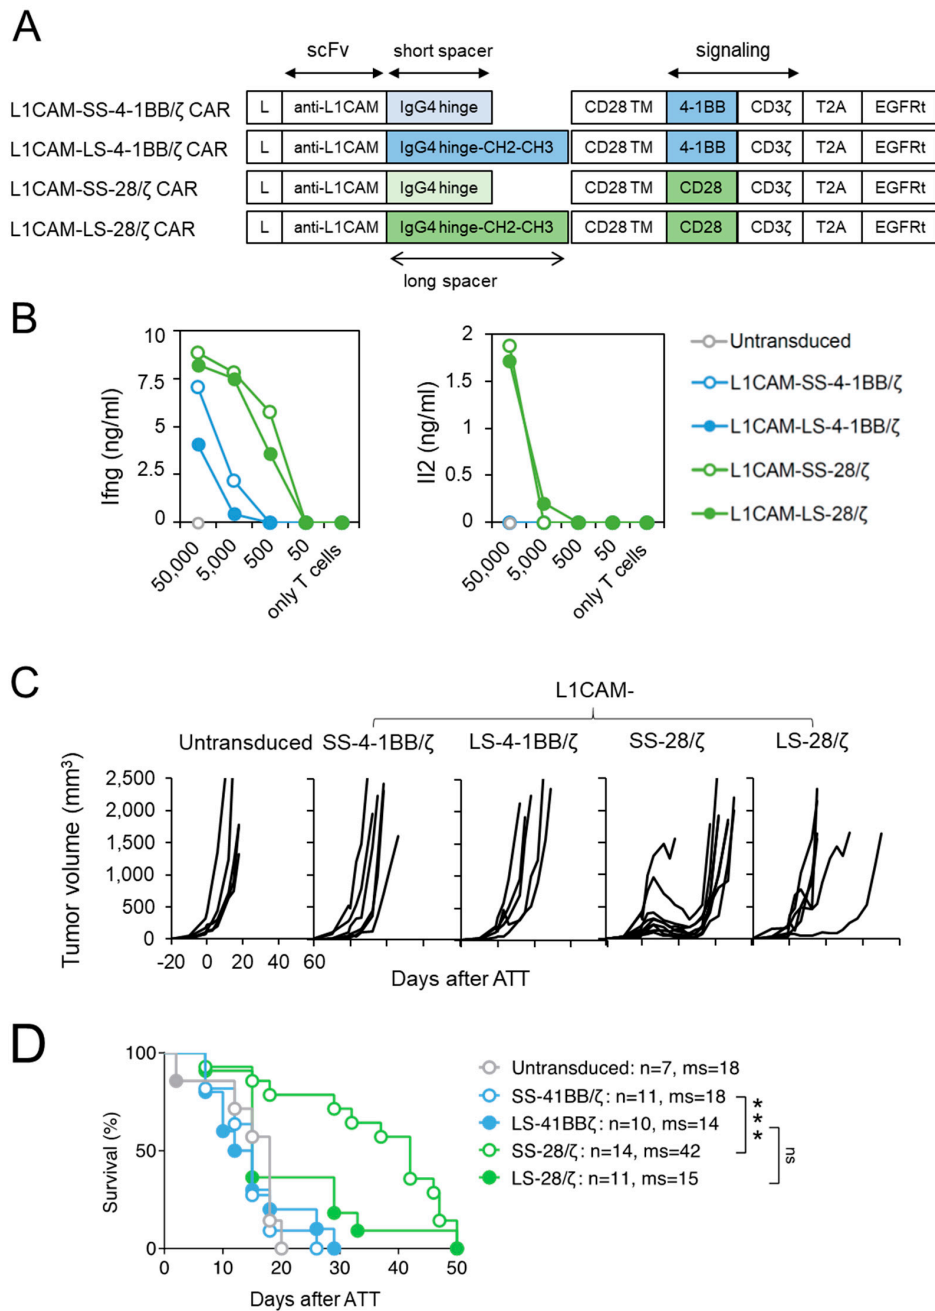 A
scFv short spacer signaling
L1CAM-SS-4-1BB/ζ CAR L anti-L1CAM IgG4 hinge CD28 TM 4-1BB CD3ζ T2A EGFRt
L1CAM-LS-4-1BB/ζ CAR L anti-L1CAM IgG4 hinge-CH2-CH3 CD28 TM 4-1BB CD3ζ T2A EGFRt
L1CAM-SS-28/ζ CAR L anti-L1CAM IgG4 hinge CD28 TM CD28 CD3ζ T2A EGFRt
L1CAM-LS-28/ζ CAR L anti-L1CAM IgG4 hinge-CH2-CH3 CD28 TM CD28 CD3ζ T2A EGFRt
long spacer
B
Ifng (ng/ml)
10
7.5
5
2.5
0
50,000 5,000 500 50 only T cells
Il2 (ng/ml)
2
1.5
1
0.5
0
50,000 5,000 500 50 only T cells
Untransduced
L1CAM-SS-4-1BB/ζ
L1CAM-LS-4-1BB/ζ
L1CAM-SS-28/ζ
L1CAM-LS-28/ζ
C
L1CAM-
Untransduced SS-4-1BB/ζ LS-4-1BB/ζ SS-28/ζ LS-28/ζ
Tumor volume (mm³)
2,500
2,000
1,500
1,000
500
0
-20 0 20 40 60
Days after ATT
D
Survival (%)
100
50
0
0 10 20 30 40 50
Days after ATT
Untransduced: n=7, ms=18
SS-41BB/ζ: n=11, ms=18
LS-41BBζ: n=10, ms=14
SS-28/ζ: n=14, ms=42
LS-28/ζ: n=11, ms=15
***
ns